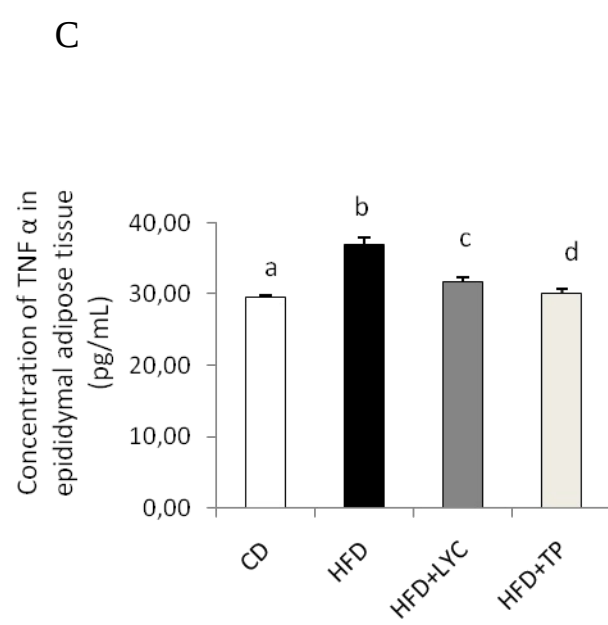 C
Concentration of TNF α in
epididymal adipose tissue
(pg/mL)
40,00
30,00
20,00
10,00
0,00
a
b
c
d
CD
HFD
HFD+LYC
HFD+TP